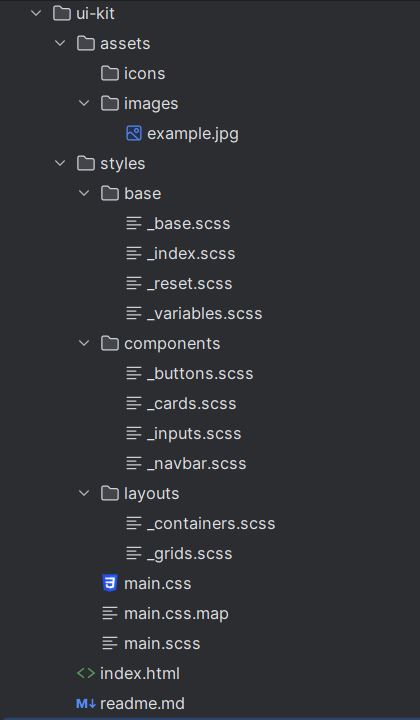 ui-kit
assets
icons
images
example.jpg
styles
base
_base.scss
_index.scss
_reset.scss
_variables.scss
components
_buttons.scss
_cards.scss
_inputs.scss
_navbar.scss
layouts
_containers.scss
_grids.scss
main.css
main.css.map
main.scss
<> index.html
M↓ readme.md